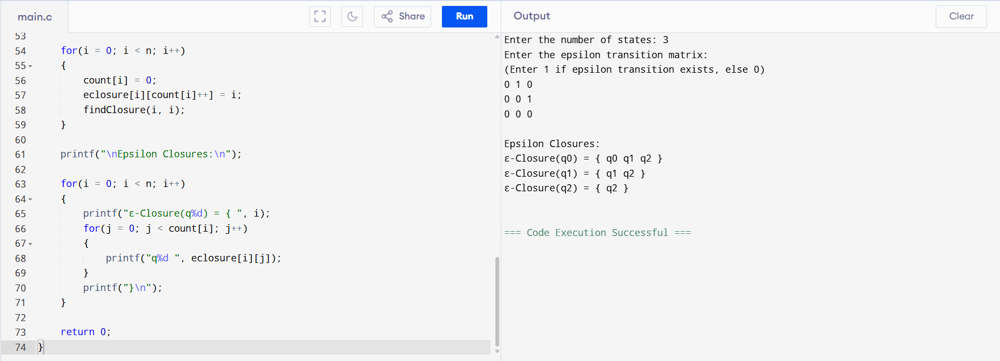 main.c
Share
Run
53
54 for(i = 0; i < n; i++)
55 {
56 count[i] = 0;
57 eclosure[i][count[i]++] = i;
58 findClosure(i, i);
59 }
60
61 printf("\nEpsilon Closures:\n");
62
63 for(i = 0; i < n; i++)
64 {
65 printf("ε-Closure(q%d) = { ", i);
66 for(j = 0; j < count[i]; j++)
67 {
68 printf("q%d ", eclosure[i][j]);
69 }
70 printf("}\n");
71 }
72
73 return 0;
74 }
Output
Clear
Enter the number of states: 3
Enter the epsilon transition matrix:
(Enter 1 if epsilon transition exists, else 0)
0 1 0
0 0 1
0 0 0
Epsilon Closures:
ε-Closure(q0) = { q0 q1 q2 }
ε-Closure(q1) = { q1 q2 }
ε-Closure(q2) = { q2 }
=== Code Execution Successful ===